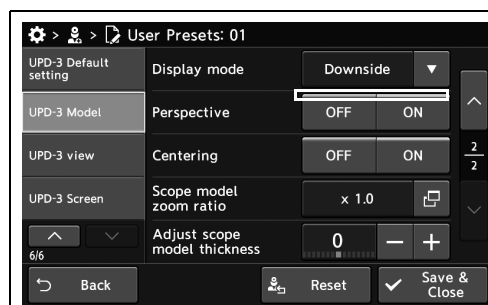 > > User Presets: 01
UPD-3 Default
setting
Display mode
Downside
UPD-3 Model
Perspective
OFF
ON
UPD-3 view
Centering
OFF
ON
2
2
UPD-3 Screen
Scope model
zoom ratio
x 1.0
6/6
Adjust scope
model thickness
0
Back
Reset
Save &
Close